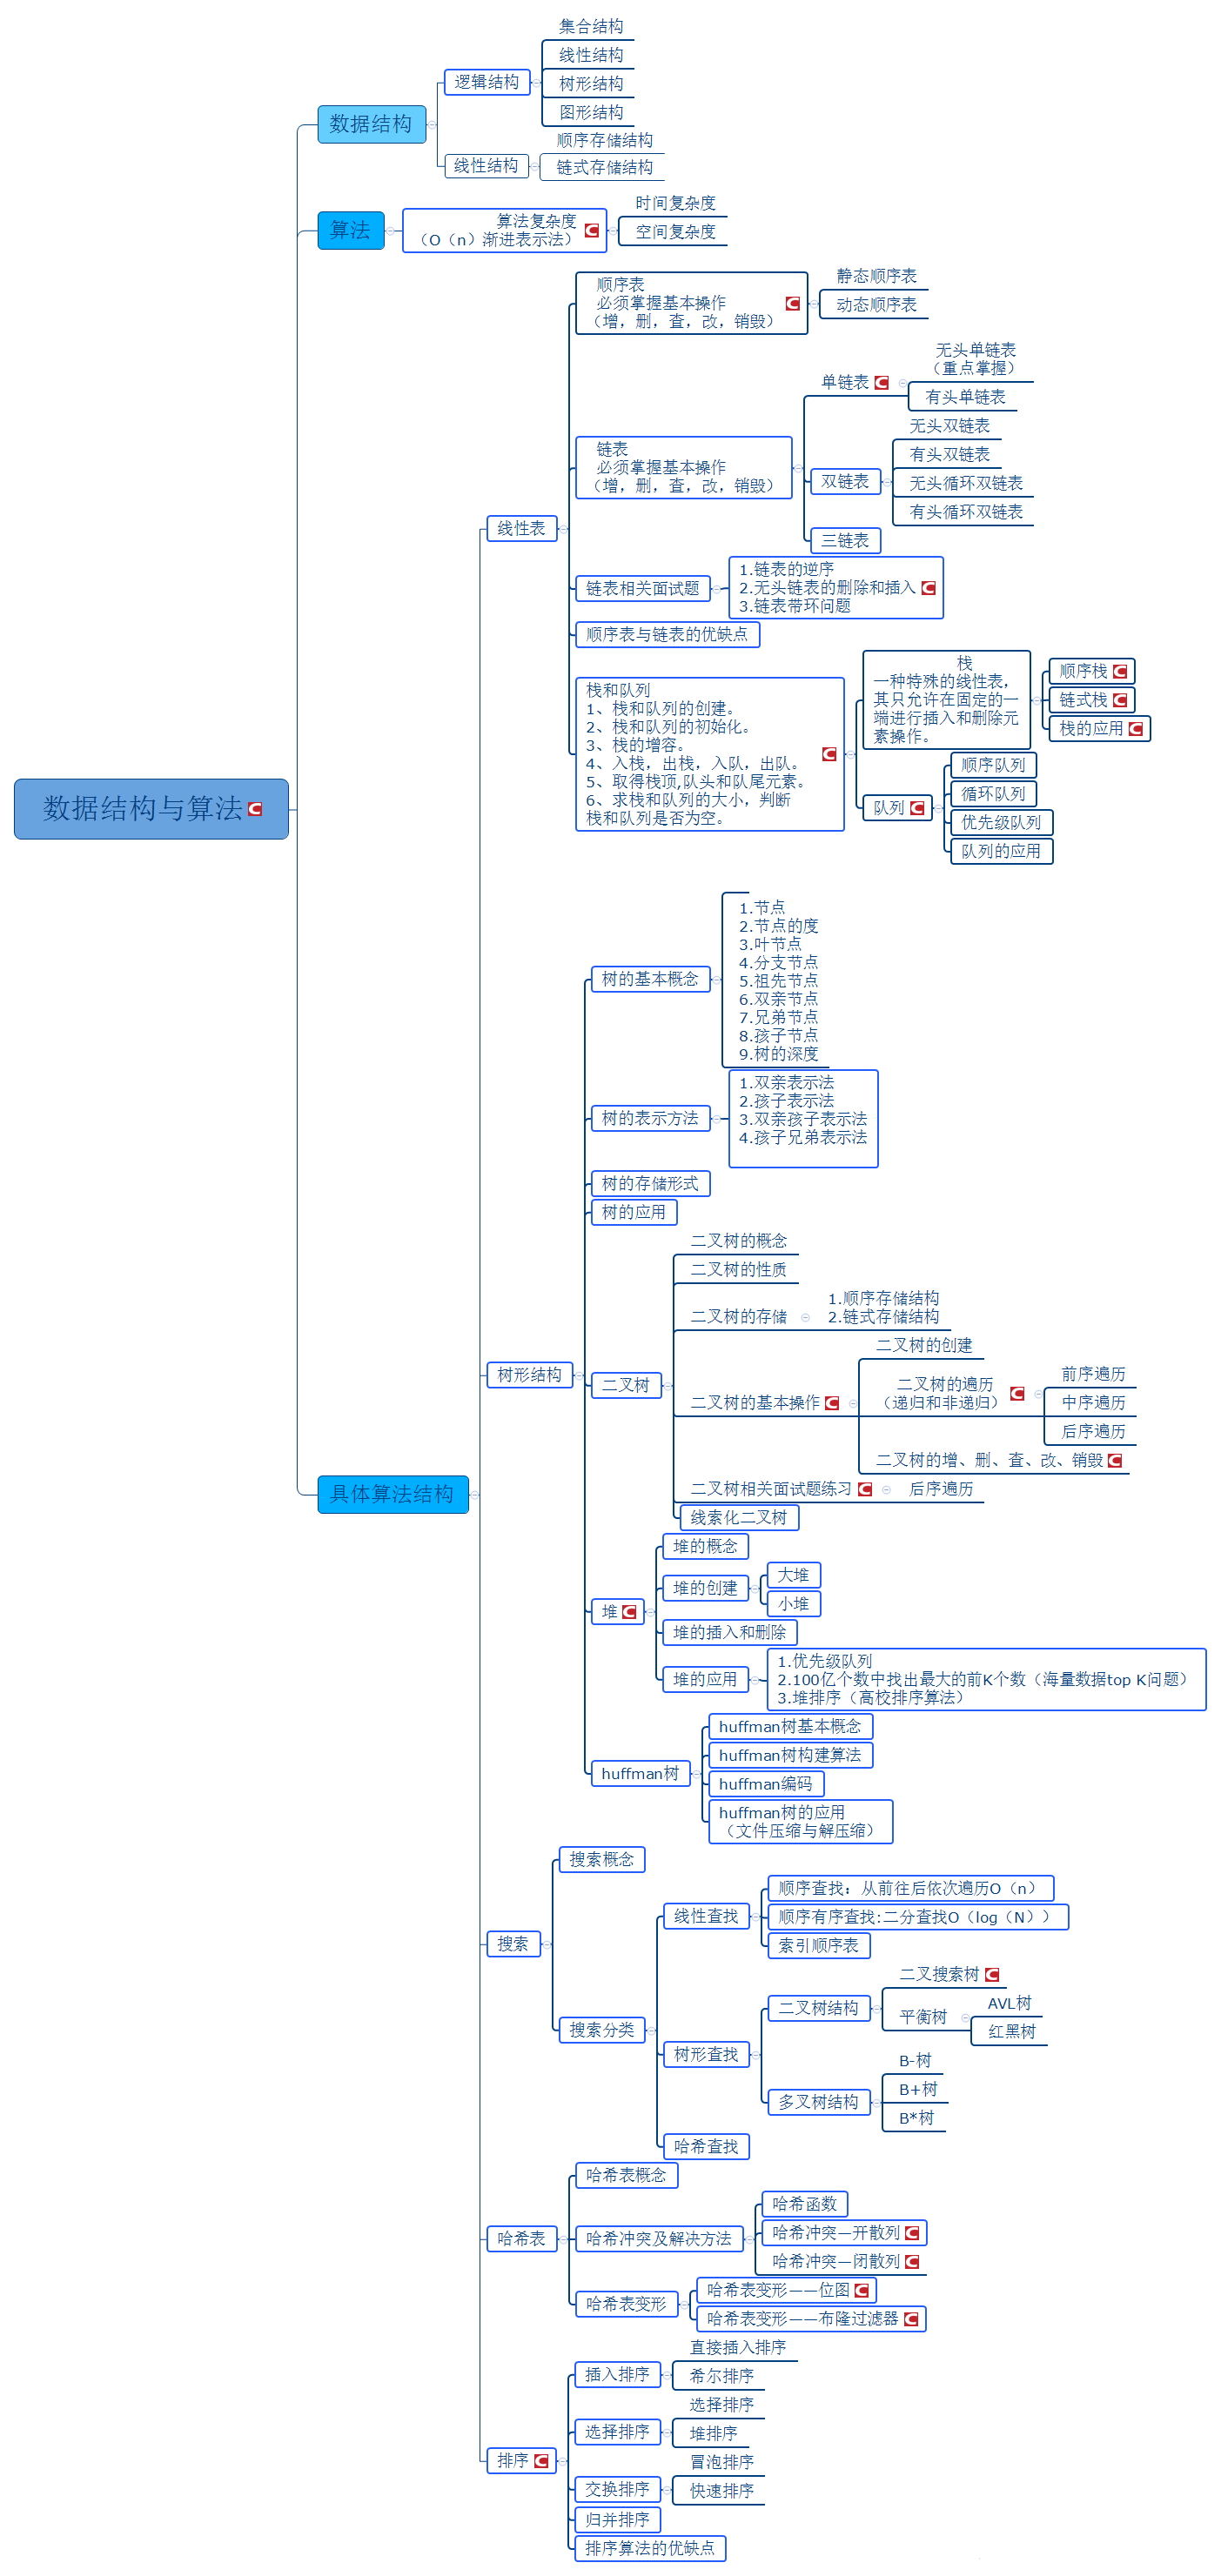 数据结构与算法
数据结构
逻辑结构
集合结构
线性结构
树形结构
图形结构
线性结构
顺序存储结构
链式存储结构
算法
算法复杂度
（O（n）渐进表示法）
时间复杂度
空间复杂度
具体算法结构
线性表
顺序表
必须掌握基本操作
（增，删，查，改，销毁）
静态顺序表
动态顺序表
链表
必须掌握基本操作
（增，删，查，改，销毁）
单链表
无头单链表
（重点掌握）
有头单链表
双链表
无头双链表
有头双链表
无头循环双链表
有头循环双链表
三链表
链表相关面试题
1.链表的逆序
2.无头链表的删除和插入
3.链表带环问题
顺序表与链表的优缺点
栈和队列
1、栈和队列的创建。
2、栈和队列的初始化。
3、栈的增容。
4、入栈，出栈，入队，出队。
5、取得栈顶,队头和队尾元素。
6、求栈和队列的大小，判断
栈和队列是否为空。
栈
一种特殊的线性表，
其只允许在固定的一
端进行插入和删除元
素操作。
顺序栈
链式栈
栈的应用
队列
顺序队列
循环队列
优先级队列
队列的应用
树形结构
树的基本概念
1.节点
2.节点的度
3.叶节点
4.分支节点
5.祖先节点
6.双亲节点
7.兄弟节点
8.孩子节点
9.树的深度
树的表示方法
1.双亲表示法
2.孩子表示法
3.双亲孩子表示法
4.孩子兄弟表示法
树的存储形式
树的应用
二叉树
二叉树的概念
二叉树的性质
二叉树的存储
1.顺序存储结构
2.链式存储结构
二叉树的基本操作
二叉树的创建
二叉树的遍历
（递归和非递归）
前序遍历
中序遍历
后序遍历
二叉树的增、删、查、改、销毁
二叉树相关面试题练习
后序遍历
线索化二叉树
堆
堆的概念
堆的创建
大堆
小堆
堆的插入和删除
堆的应用
1.优先级队列
2.100亿个数中找出最大的前K个数（海量数据top K问题）
3.堆排序（高校排序算法）
huffman树
huffman树基本概念
huffman树构建算法
huffman编码
huffman树的应用
（文件压缩与解压缩）
搜索
搜索概念
搜索分类
线性查找
顺序查找：从前往后依次遍历O（n）
顺序有序查找:二分查找O（log（N））
索引顺序表
树形查找
二叉树结构
二叉搜索树
平衡树
AVL树
红黑树
多叉树结构
B-树
B+树
B*树
哈希查找
哈希表
哈希表概念
哈希冲突及解决方法
哈希函数
哈希冲突—开散列
哈希冲突—闭散列
哈希表变形
哈希表变形——位图
哈希表变形——布隆过滤器
排序
插入排序
直接插入排序
希尔排序
选择排序
选择排序
堆排序
交换排序
冒泡排序
快速排序
归并排序
排序算法的优缺点